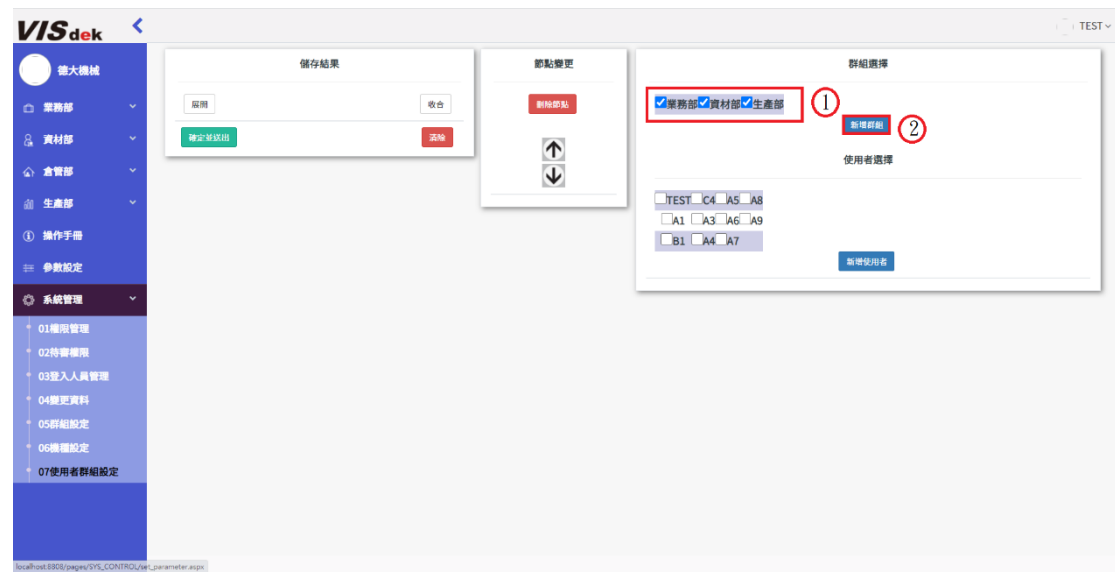 VISdek
TEST
德大機械
業務部
資材部
倉管部
生產部
操作手冊
參數設定
系統管理
01權限管理
02待審權限
03登入人員管理
04變更資料
05群組設定
06機種設定
07使用者群組設定
儲存結果
展開
收合
確定並送出
清除
節點變更
刪除節點
群組選擇
業務部 資材部 生產部
①
新增群組
②
使用者選擇
TEST C4 A5 A8
A1 A3 A6 A9
B1 A4 A7
新增使用者
localhost:8808/pages/SYS_CONTROL/set_parameter.aspx